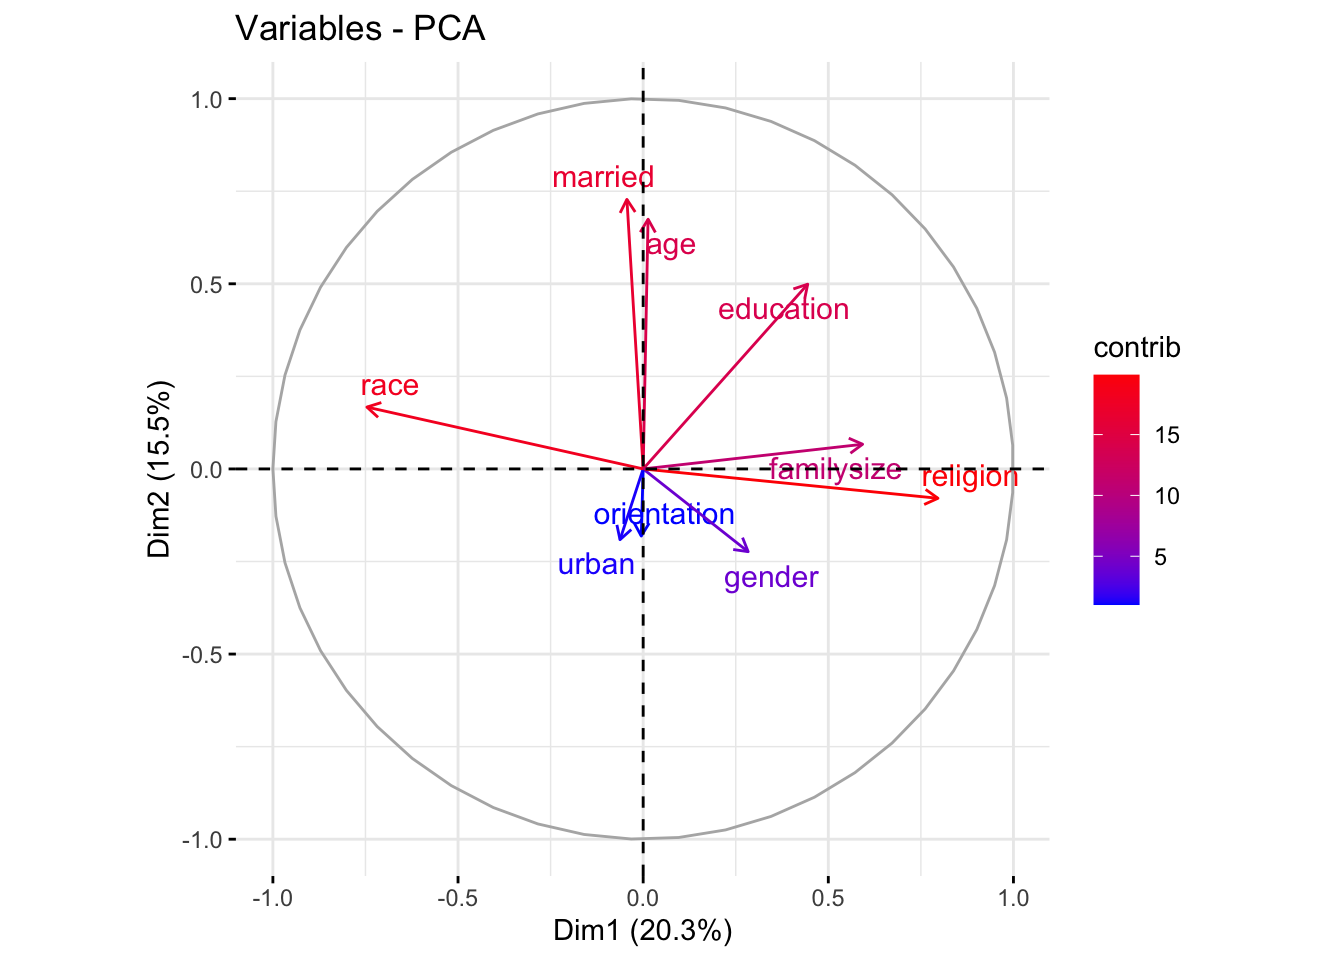 Variables - PCA
1.0
0.5
0.0
-0.5
-1.0
Dim2 (15.5%)
married
age
education
race
familysize
religion
orientation
urban
gender
-1.0
-0.5
0.0
0.5
1.0
Dim1 (20.3%)
contrib
15
10
5